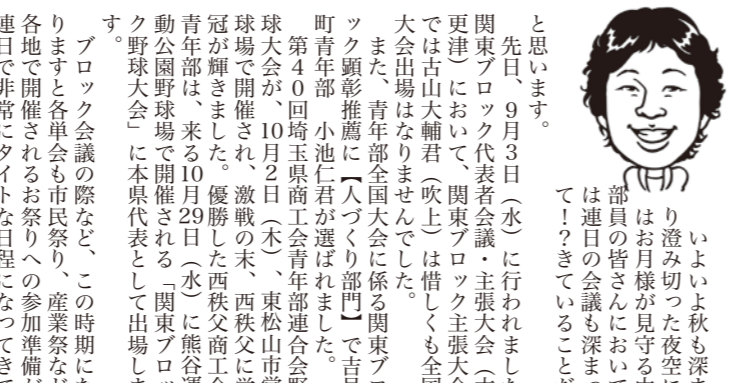 いよいよ秋も深ま
り澄み切った夜空に
はお月様が見守る中
部員の皆さんにおいて
は連日の会議も深まっ
て！？きていることが
と思います。
先日、９月３日（水）に行われました
関東ブロック代表者会議・主張大会（木
更津）において、関東ブロック主張大会
では古山大輔君（吹上）は惜しくも全国
大会出場はなりませんでした。
また、青年部全国大会に係る関東ブロ
ック顕彰推薦に【人づくり部門】で吉見
町青年部　小池仁君が選ばれました。
第４０回埼玉県商工会青年部連合会野
球大会が、10月２日（木）、東松山市営
球場で開催され、激戦の末、西秩父に栄
冠が輝きました。優勝した西秩父商工会
青年部は、来る10月29日（水）に熊谷運
動公園野球場で開催される「関東ブロッ
ク野球大会」に本県代表として出場しま
す。
ブロック会議の際など、この時期にな
りますと各単会も市民祭り、産業祭など
各地で開催されるお祭りへの参加準備が
連日で非常にタイトな日程になってきて